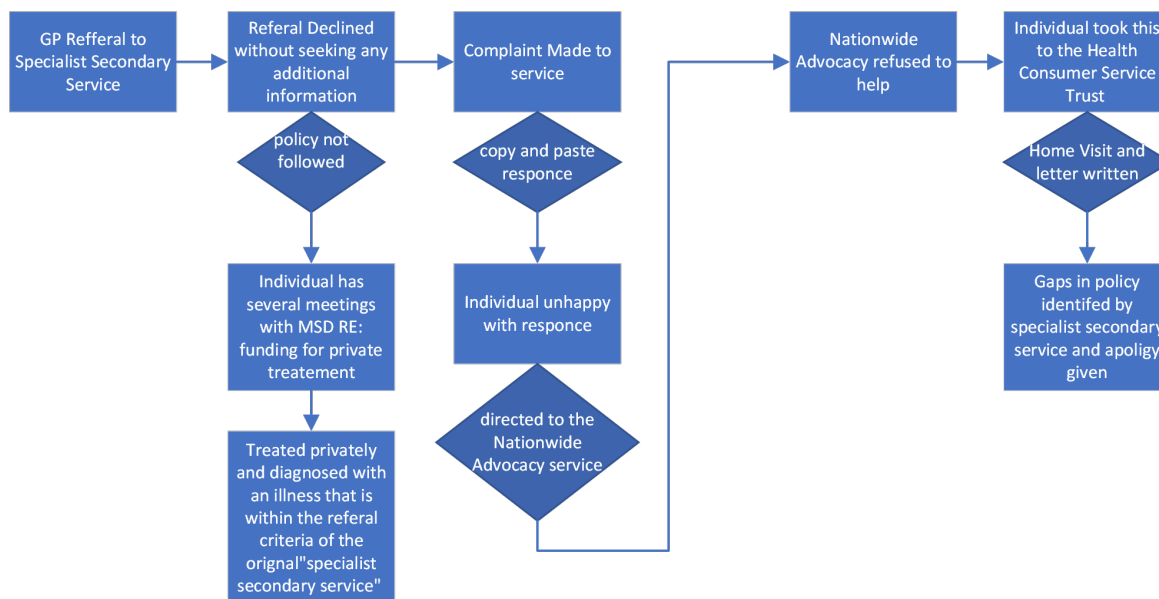 GP Refferal to
Specialist Secondary
Service
Referal Declined
without seeking any
additional
information
policy not
followed
Individual has
several meetings
with MSD RE:
funding for private
treatement
Treated privately
and diagnosed with
an illness that is
within the referal
criteria of the
orignal"specialist
secondary service"
Complaint Made to
service
copy and paste
responce
Individual unhappy
with responce
directed to the
Nationwide
Advocacy service
Nationwide
Advocacy refused to
help
Individual took this
to the Health
Consumer Service
Trust
Home Visit and
letter written
Gaps in policy
identifed by
specialist secondary
service and apoligy
given